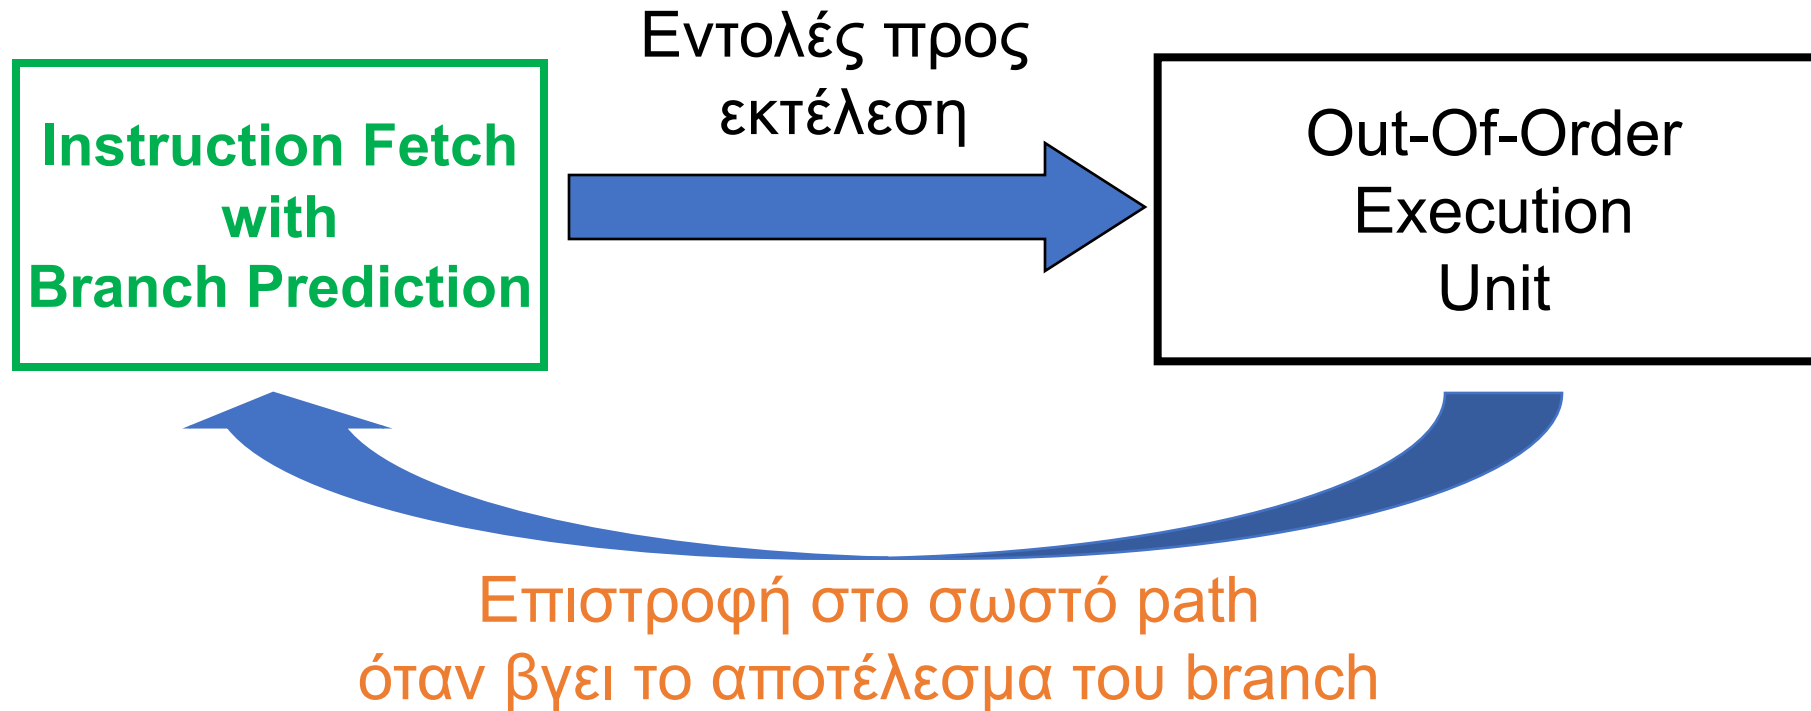 Εντολές προς
εκτέλεση
Instruction Fetch
with
Branch Prediction
Out-Of-Order
Execution
Unit
Επιστροφή στο σωστό path
όταν βγει το αποτέλεσμα του branch